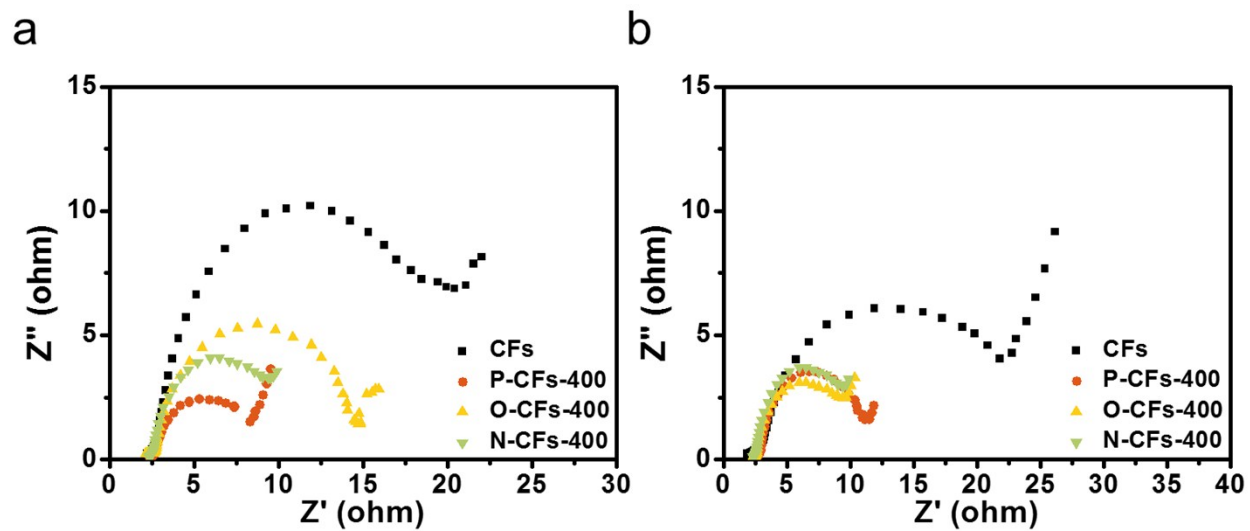 a
15
10
5
0
Z'' (ohm)
CFs
P-CFs-400
O-CFs-400
N-CFs-400
0 5 10 15 20 25 30
Z' (ohm)
b
15
10
5
0
Z'' (ohm)
CFs
P-CFs-400
O-CFs-400
N-CFs-400
0 5 10 15 20 25 30 35 40
Z' (ohm)